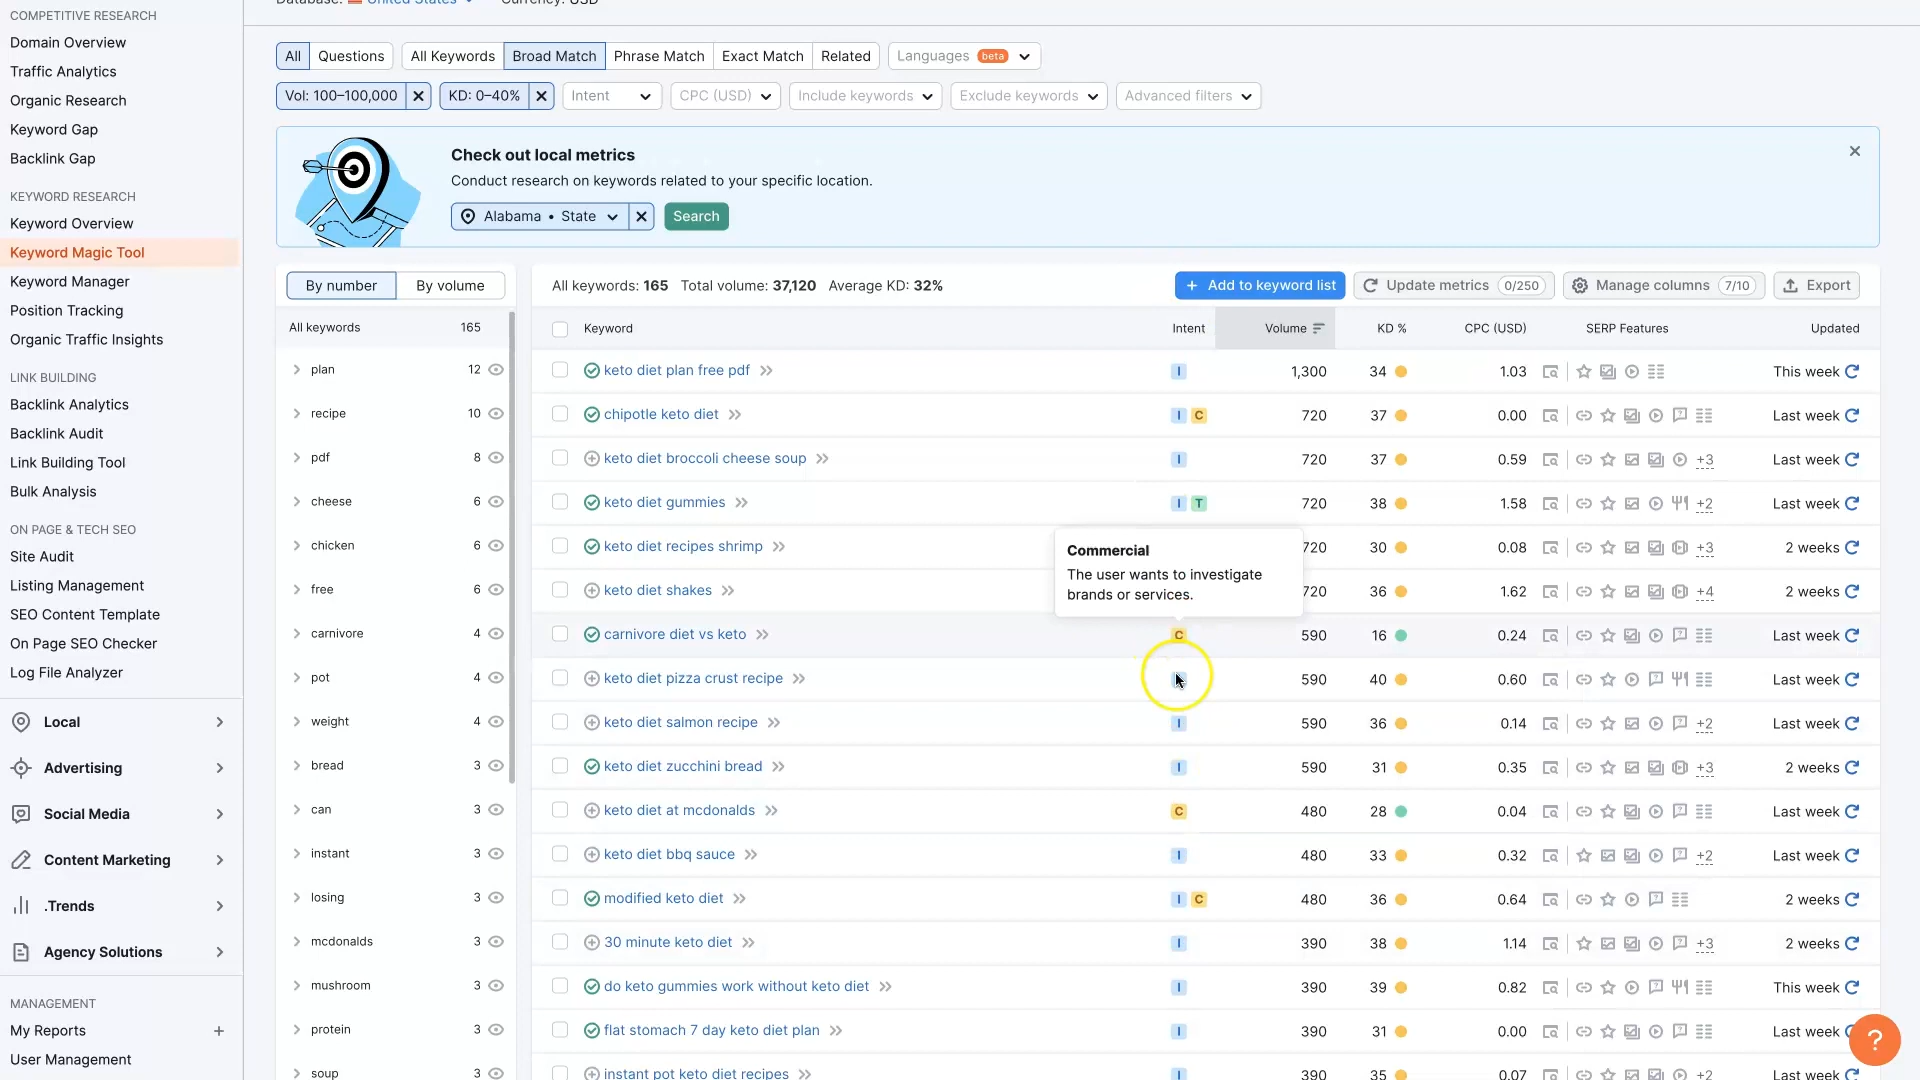 Database: United States Currency: USD
COMPETITIVE RESEARCH
Domain Overview
Traffic Analytics
Organic Research
Keyword Gap
Backlink Gap
KEYWORD RESEARCH
Keyword Overview
Keyword Magic Tool
Keyword Manager
Position Tracking
Organic Traffic Insights
LINK BUILDING
Backlink Analytics
Backlink Audit
Link Building Tool
Bulk Analysis
ON PAGE & TECH SEO
Site Audit
Listing Management
SEO Content Template
On Page SEO Checker
Log File Analyzer
Local
Advertising
Social Media
Content Marketing
.Trends
Agency Solutions
MANAGEMENT
My Reports +
User Management
All Questions All Keywords Broad Match Phrase Match Exact Match Related Languages beta
Vol: 100–100,000 KD: 0–40% Intent CPC (USD) Include keywords Exclude keywords Advanced filters
Check out local metrics
Conduct research on keywords related to your specific location.
Alabama • State Search
By number By volume
All keywords 165
plan 12
recipe 10
pdf 8
cheese 6
chicken 6
free 6
carnivore 4
pot 4
weight 4
bread 3
can 3
instant 3
losing 3
mcdonalds 3
mushroom 3
protein 3
soup 3
All keywords: 165 Total volume: 37,120 Average KD: 32% + Add to keyword list Update metrics 0/250 Manage columns 7/10 Export
Keyword Intent Volume KD % CPC (USD) SERP Features Updated
keto diet plan free pdf I 1,300 34 1.03 This week
chipotle keto diet I C 720 37 0.00 Last week
keto diet broccoli cheese soup I 720 37 0.59 +3 Last week
keto diet gummies I T 720 38 1.58 +2 Last week
keto diet recipes shrimp 720 30 0.08 +3 2 weeks
keto diet shakes 720 36 1.62 +4 2 weeks
Commercial
The user wants to investigate
brands or services.
carnivore diet vs keto C 590 16 0.24 Last week
keto diet pizza crust recipe 590 40 0.60 Last week
keto diet salmon recipe I 590 36 0.14 +2 Last week
keto diet zucchini bread I 590 31 0.35 +3 2 weeks
keto diet at mcdonalds C 480 28 0.04 Last week
keto diet bbq sauce I 480 33 0.32 +2 Last week
modified keto diet I C 480 36 0.64 2 weeks
30 minute keto diet I 390 38 1.14 +3 2 weeks
do keto gummies work without keto diet I 390 39 0.82 This week
flat stomach 7 day keto diet plan I 390 31 0.00 Last week
instant pot keto diet recipes I 390 35 0.07 +2 Last week
?